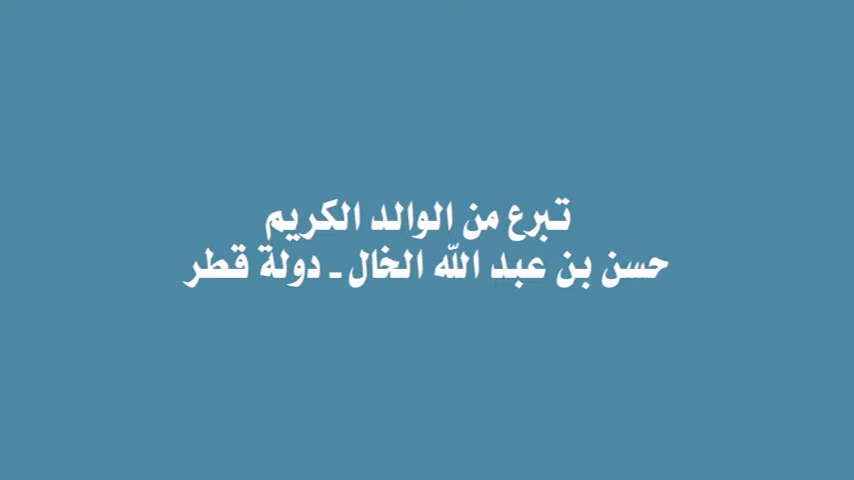 تبرع من الوالد الكريم
حسن بن عبد الله الخال ـ دولة قطر